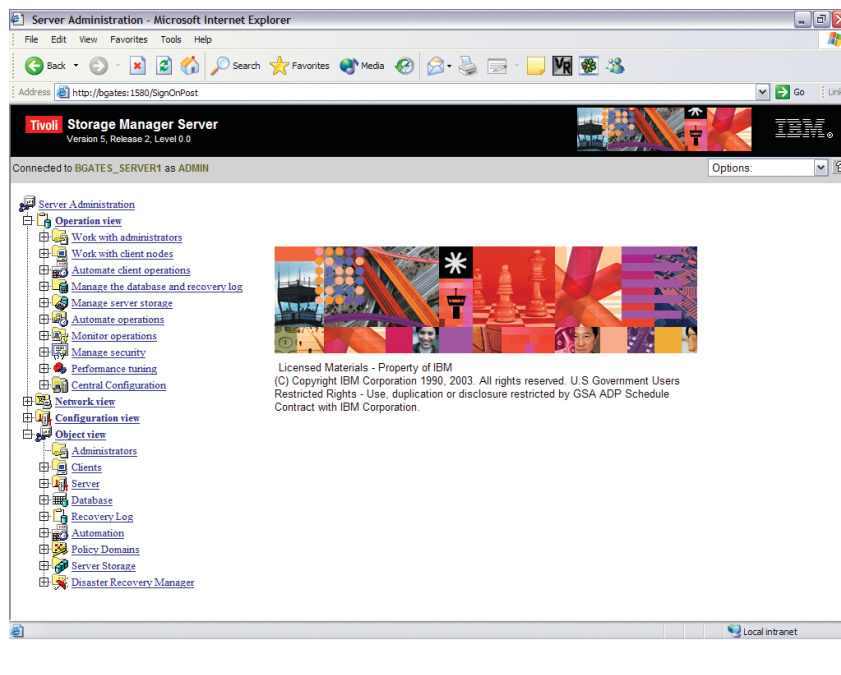 Server Administration - Microsoft Internet Explorer
File Edit View Favorites Tools Help
Back Search Favorites Media VR
Address http://bgates:1580/SignOnPost Go
Tivoli Storage Manager Server
Version 5, Release 2, Level 0.0
IBM
Connected to BGATES_SERVER1 as ADMIN Options:
Server Administration
Operation view
Work with administrators
Work with client nodes
Automate client operations
Manage the database and recovery log
Manage server storage
Automate operations
Monitor operations
Manage security
Performance tuning
Central Configuration
Network view
Configuration view
Object view
Administrators
Clients
Server
Database
Recovery Log
Automation
Policy Domains
Server Storage
Disaster Recovery Manager
Licensed Materials - Property of IBM
(C) Copyright IBM Corporation 1990, 2003. All rights reserved. U.S Government Users
Restricted Rights - Use, duplication or disclosure restricted by GSA ADP Schedule
Contract with IBM Corporation.
Local intranet